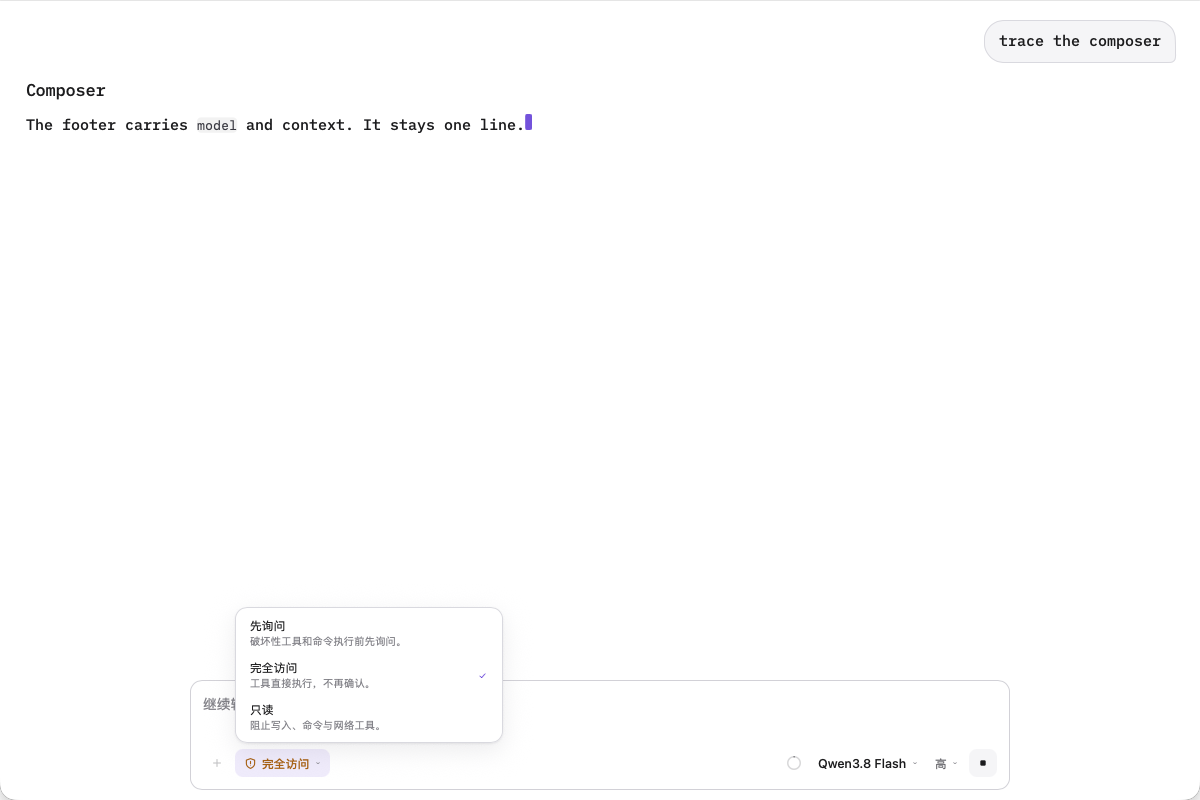 trace the composer
Composer
The footer carries model and context. It stays one line.
先询问
破坏性工具和命令执行前先询问。
完全访问
工具直接执行，不再确认。
只读
阻止写入、命令与网络工具。
继续
完全访问
Qwen3.8 Flash
高